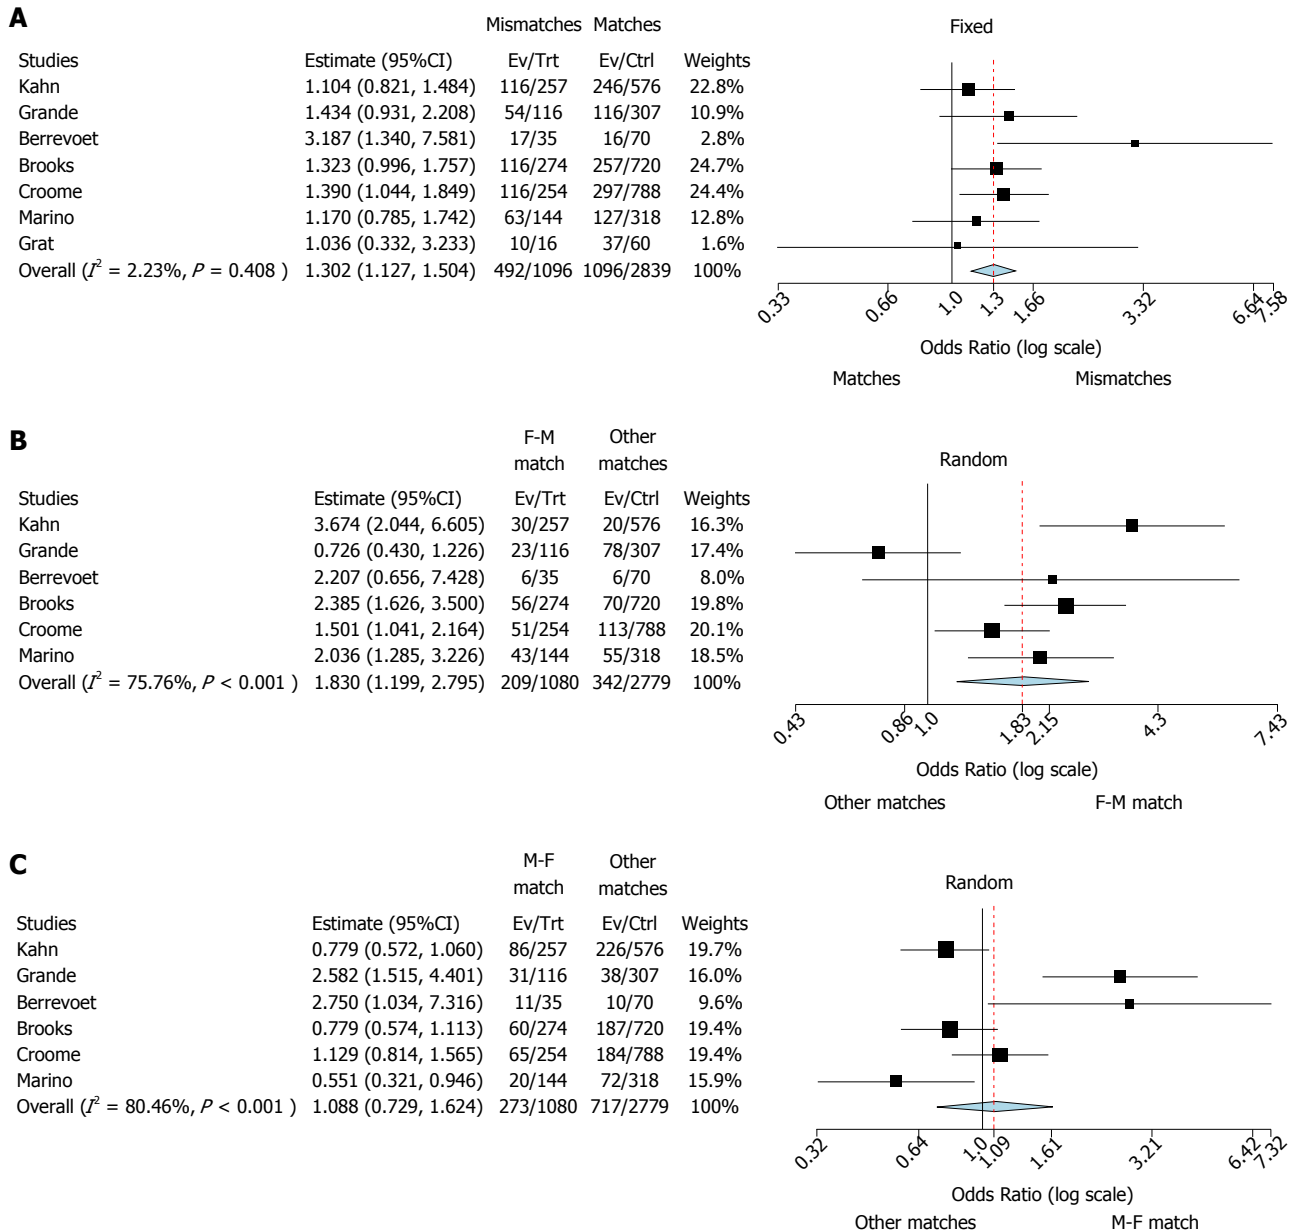 A
Mismatches Matches Fixed
Studies Estimate (95%CI) Ev/Trt Ev/Ctrl Weights
Kahn 1.104 (0.821, 1.484) 116/257 246/576 22.8%
Grande 1.434 (0.931, 2.208) 54/116 116/307 10.9%
Berrevoet 3.187 (1.340, 7.581) 17/35 16/70 2.8%
Brooks 1.323 (0.996, 1.757) 116/274 257/720 24.7%
Croome 1.390 (1.044, 1.849) 116/254 297/788 24.4%
Marino 1.170 (0.785, 1.742) 63/144 127/318 12.8%
Grat 1.036 (0.332, 3.233) 10/16 37/60 1.6%
Overall (I² = 2.23%, P = 0.408 ) 1.302 (1.127, 1.504) 492/1096 1096/2839 100%
0.33 0.66 1.0 1.3 1.66 3.32 6.64 7.58
Odds Ratio (log scale)
Matches Mismatches
B
F-M Other
match matches Random
Studies Estimate (95%CI) Ev/Trt Ev/Ctrl Weights
Kahn 3.674 (2.044, 6.605) 30/257 20/576 16.3%
Grande 0.726 (0.430, 1.226) 23/116 78/307 17.4%
Berrevoet 2.207 (0.656, 7.428) 6/35 6/70 8.0%
Brooks 2.385 (1.626, 3.500) 56/274 70/720 19.8%
Croome 1.501 (1.041, 2.164) 51/254 113/788 20.1%
Marino 2.036 (1.285, 3.226) 43/144 55/318 18.5%
Overall (I² = 75.76%, P < 0.001 ) 1.830 (1.199, 2.795) 209/1080 342/2779 100%
0.43 0.86 1.0 1.83 2.15 4.3 7.43
Odds Ratio (log scale)
Other matches F-M match
C
M-F Other
match matches Random
Studies Estimate (95%CI) Ev/Trt Ev/Ctrl Weights
Kahn 0.779 (0.572, 1.060) 86/257 226/576 19.7%
Grande 2.582 (1.515, 4.401) 31/116 38/307 16.0%
Berrevoet 2.750 (1.034, 7.316) 11/35 10/70 9.6%
Brooks 0.779 (0.574, 1.113) 60/274 187/720 19.4%
Croome 1.129 (0.814, 1.565) 65/254 184/788 19.4%
Marino 0.551 (0.321, 0.946) 20/144 72/318 15.9%
Overall (I² = 80.46%, P < 0.001 ) 1.088 (0.729, 1.624) 273/1080 717/2779 100%
0.32 0.64 1.0 1.09 1.61 3.21 6.42 7.32
Odds Ratio (log scale)
Other matches M-F match